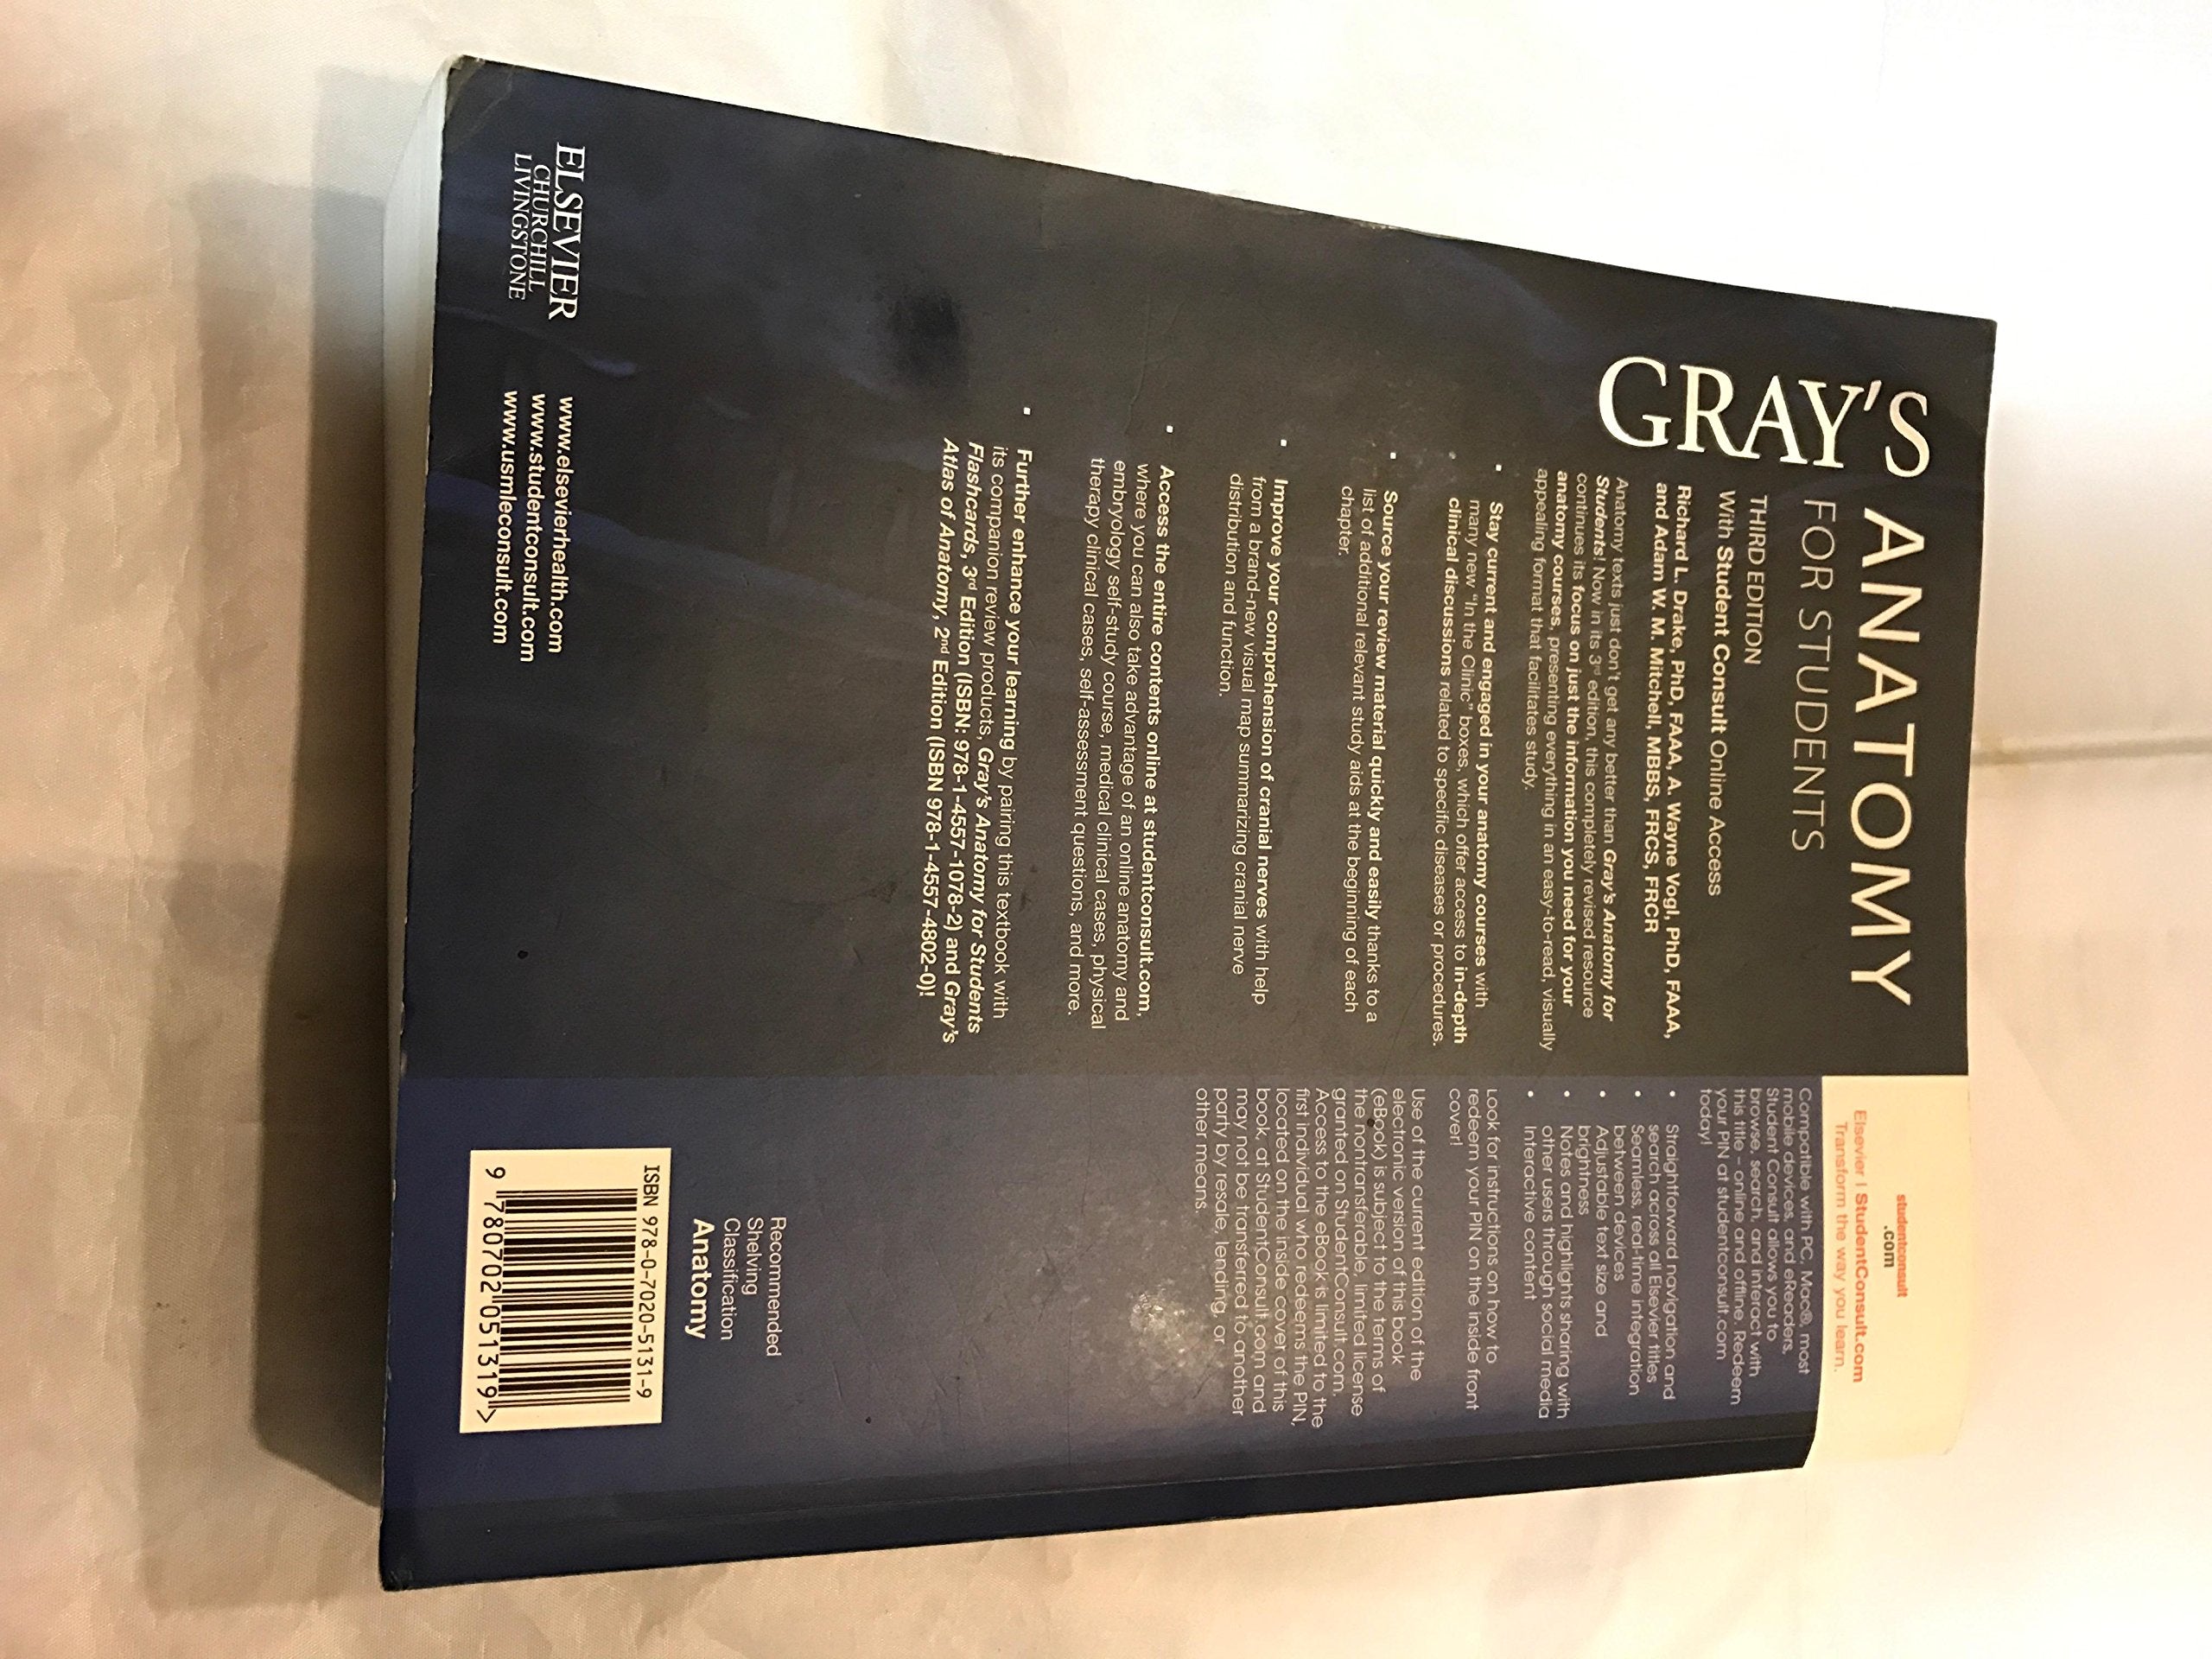 GRAY'S ANATOMY
FOR STUDENTS
THIRD EDITION
With Student Consult Online Access
Richard L. Drake, PhD, FAAA, A. Wayne Vogl, PhD, FAAA,
and Adam W. M. Mitchell, MBBS, FRCS, FRCR
Anatomy texts just don't get any better than Gray's Anatomy for
Students! Now in its 3rd edition, this completely revised resource
continues its focus on just the information you need for your
anatomy courses, presenting everything in an easy-to-read, visually
appealing format that facilitates study.
▪ Stay current and engaged in your anatomy courses with
many new "In the Clinic" boxes, which offer access to in-depth
clinical discussions related to specific diseases or procedures.
▪ Source your review material quickly and easily thanks to a
list of additional relevant study aids at the beginning of each
chapter.
▪ Improve your comprehension of cranial nerves with help
from a brand-new visual map summarizing cranial nerve
distribution and function.
▪ Access the entire contents online at studentconsult.com,
where you can also take advantage of an online anatomy and
embryology self-study course, medical clinical cases, physical
therapy clinical cases, self-assessment questions, and more.
▪ Further enhance your learning by pairing this textbook with
its companion review products, Gray's Anatomy for Students
Flashcards, 3rd Edition (ISBN: 978-1-4557-1078-2) and Gray's
Atlas of Anatomy, 2nd Edition (ISBN 978-1-4557-4802-0)!
studentconsult
.com
Elsevier | StudentConsult.com
Transform the way you learn.
Compatible with PC, Mac®, most
mobile devices, and eReaders,
Student Consult allows you to
browse, search, and interact with
this title – online and offline. Redeem
your PIN at studentconsult.com
today!
• Straightforward navigation and
search across all Elsevier titles
• Seamless, real-time integration
between devices
• Adjustable text size and
brightness
• Notes and highlights sharing with
other users through social media
• Interactive content
Look for instructions on how to
redeem your PIN on the inside front
cover!
Use of the current edition of the
electronic version of this book
(eBook) is subject to the terms of
the nontransferable, limited license
granted on StudentConsult.com.
Access to the eBook is limited to the
first individual who redeems the PIN,
located on the inside cover of this
book, at StudentConsult.com and
may not be transferred to another
party by resale, lending, or
other means.
Recommended
Shelving
Classification
Anatomy
ISBN 978-0-7020-5131-9
9 780702 051319 >
ELSEVIER
CHURCHILL
LIVINGSTONE
www.elsevierhealth.com
www.studentconsult.com
www.usmleconsult.com